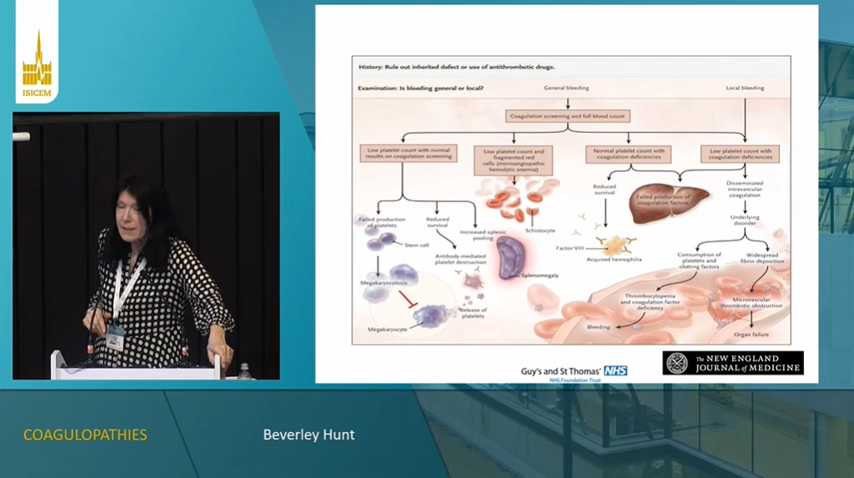 ISICEM
History: Rule out inherited defect or use of antithrombotic drugs.
Examination: Is bleeding general or local?
General bleeding
Local bleeding
Coagulation screening and full blood count
Low platelet count with normal
results on coagulation screening
Low platelet count and
fragmented red
cells (microangiopathic
hemolytic anemia)
Normal platelet count with
coagulation deficiencies
Low platelet count with
coagulation deficiencies
Failed production
of platelets
Reduced
survival
Increased splenic
pooling
Stem cell
Antibody-mediated
platelet destruction
Megakaryocytosis
Release of
platelets
Megakaryocyte
Schistocyte
Splenomegaly
Reduced
survival
Failed production of
coagulation factors
Factor VIII
Acquired hemophilia
Disseminated
intravascular
coagulation
Underlying
disorder
Consumption of
platelets and
clotting factors
Widespread
fibrin deposition
Thrombocytopenia
and coagulation factor
deficiency
Microvascular
thrombotic obstruction
Bleeding
Organ failure
Guy's and St Thomas' NHS
NHS Foundation Trust
The NEW ENGLAND
JOURNAL of MEDICINE
COAGULOPATHIES
Beverley Hunt